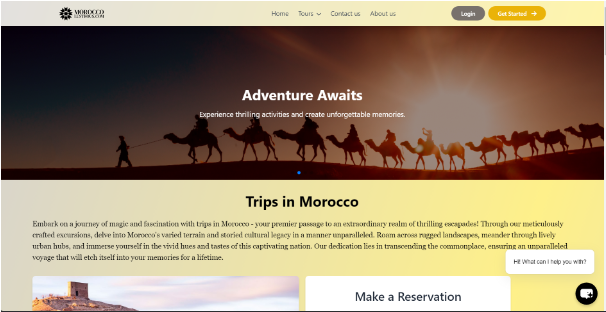 MOROCCO
Home Tours Contact us About us
Login
Get Started →
Adventure Awaits
Experience thrilling activities and create unforgettable memories.
Trips in Morocco
Embark on a journey of magic and fascination with trips in Morocco - your premier passage to an extraordinary realm of thrilling escapades! Through our meticulously
crafted excursions, delve into Morocco's varied terrain and storied cultural legacy in a manner unparalleled. Roam across rugged landscapes, meander through lively
urban hubs, and immerse yourself in the vivid hues and tastes of this captivating nation. Our dedication lies in transcending the commonplace, ensuring an unparalleled
voyage that will etch itself into your memories for a lifetime.
Hi! What can I help you with?
Make a Reservation